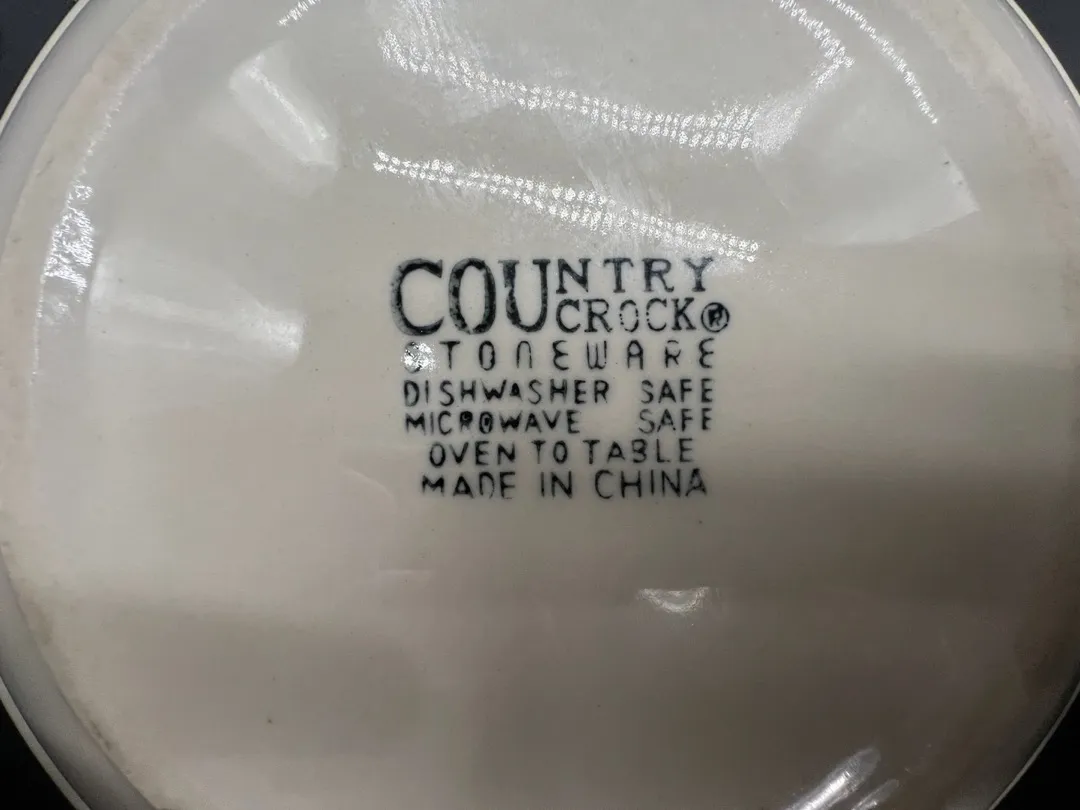 COUNTRY
CROCK®
STONEWARE
DISHWASHER SAFE
MICROWAVE SAFE
OVEN TO TABLE
MADE IN CHINA